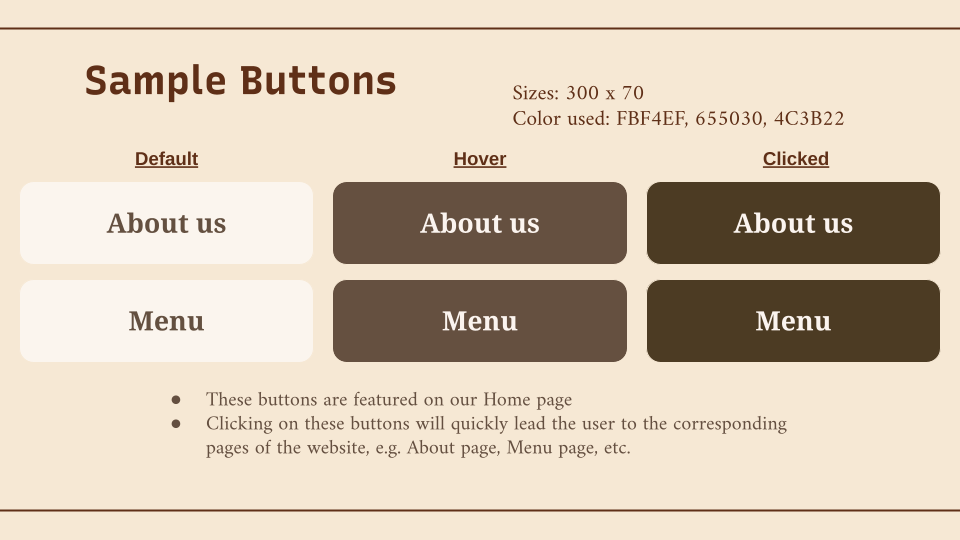 Sample Buttons
Sizes: 300 x 70
Color used: FBF4EF, 655030, 4C3B22
Default
Hover
Clicked
About us
About us
About us
Menu
Menu
Menu
● These buttons are featured on our Home page
● Clicking on these buttons will quickly lead the user to the corresponding
pages of the website, e.g. About page, Menu page, etc.